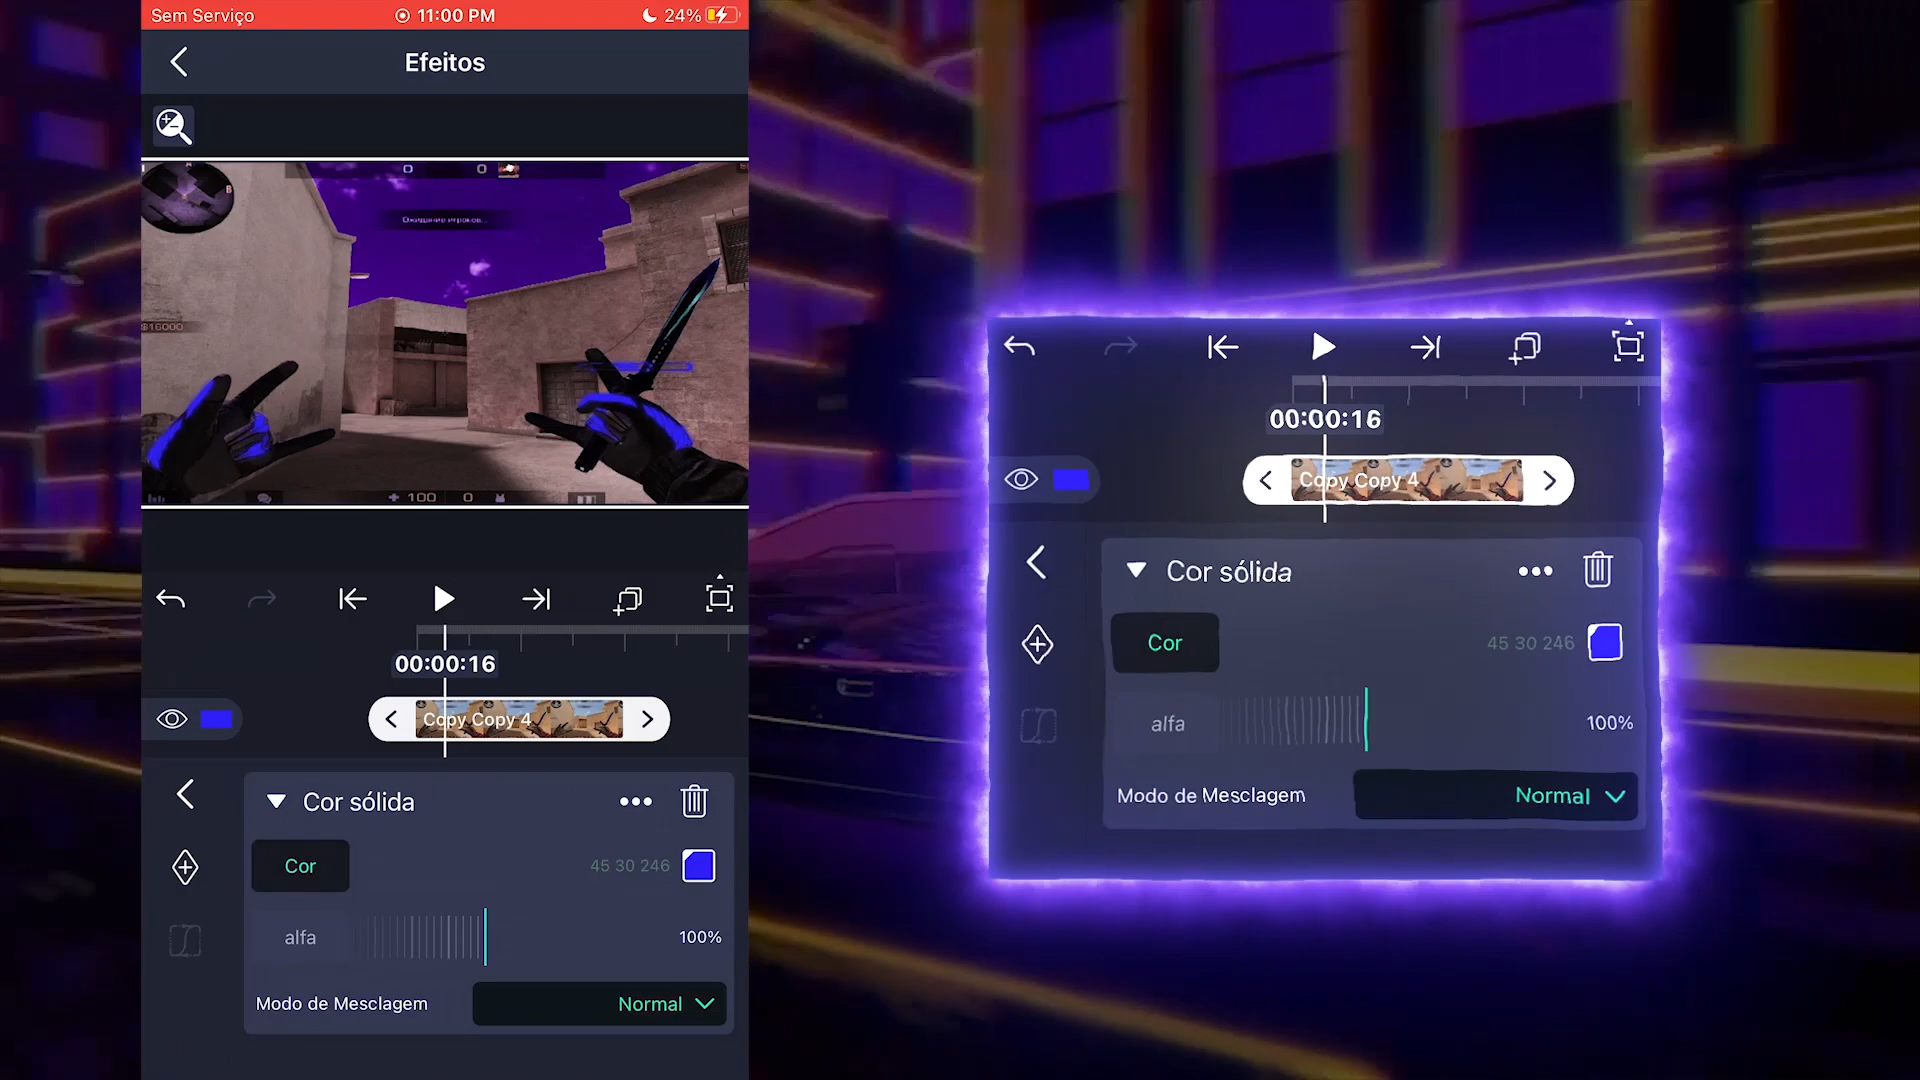 Sem Serviço
11:00 PM
24%
Efeitos
A
B
0
0
Ожидание игроков...
$16000
100
0
00:00:16
Copy Copy 4
Cor sólida
Cor
45 30 246
alfa
100%
Modo de Mesclagem
Normal
00:00:16
Copy Copy 4
Cor sólida
Cor
45 30 246
alfa
100%
Modo de Mesclagem
Normal